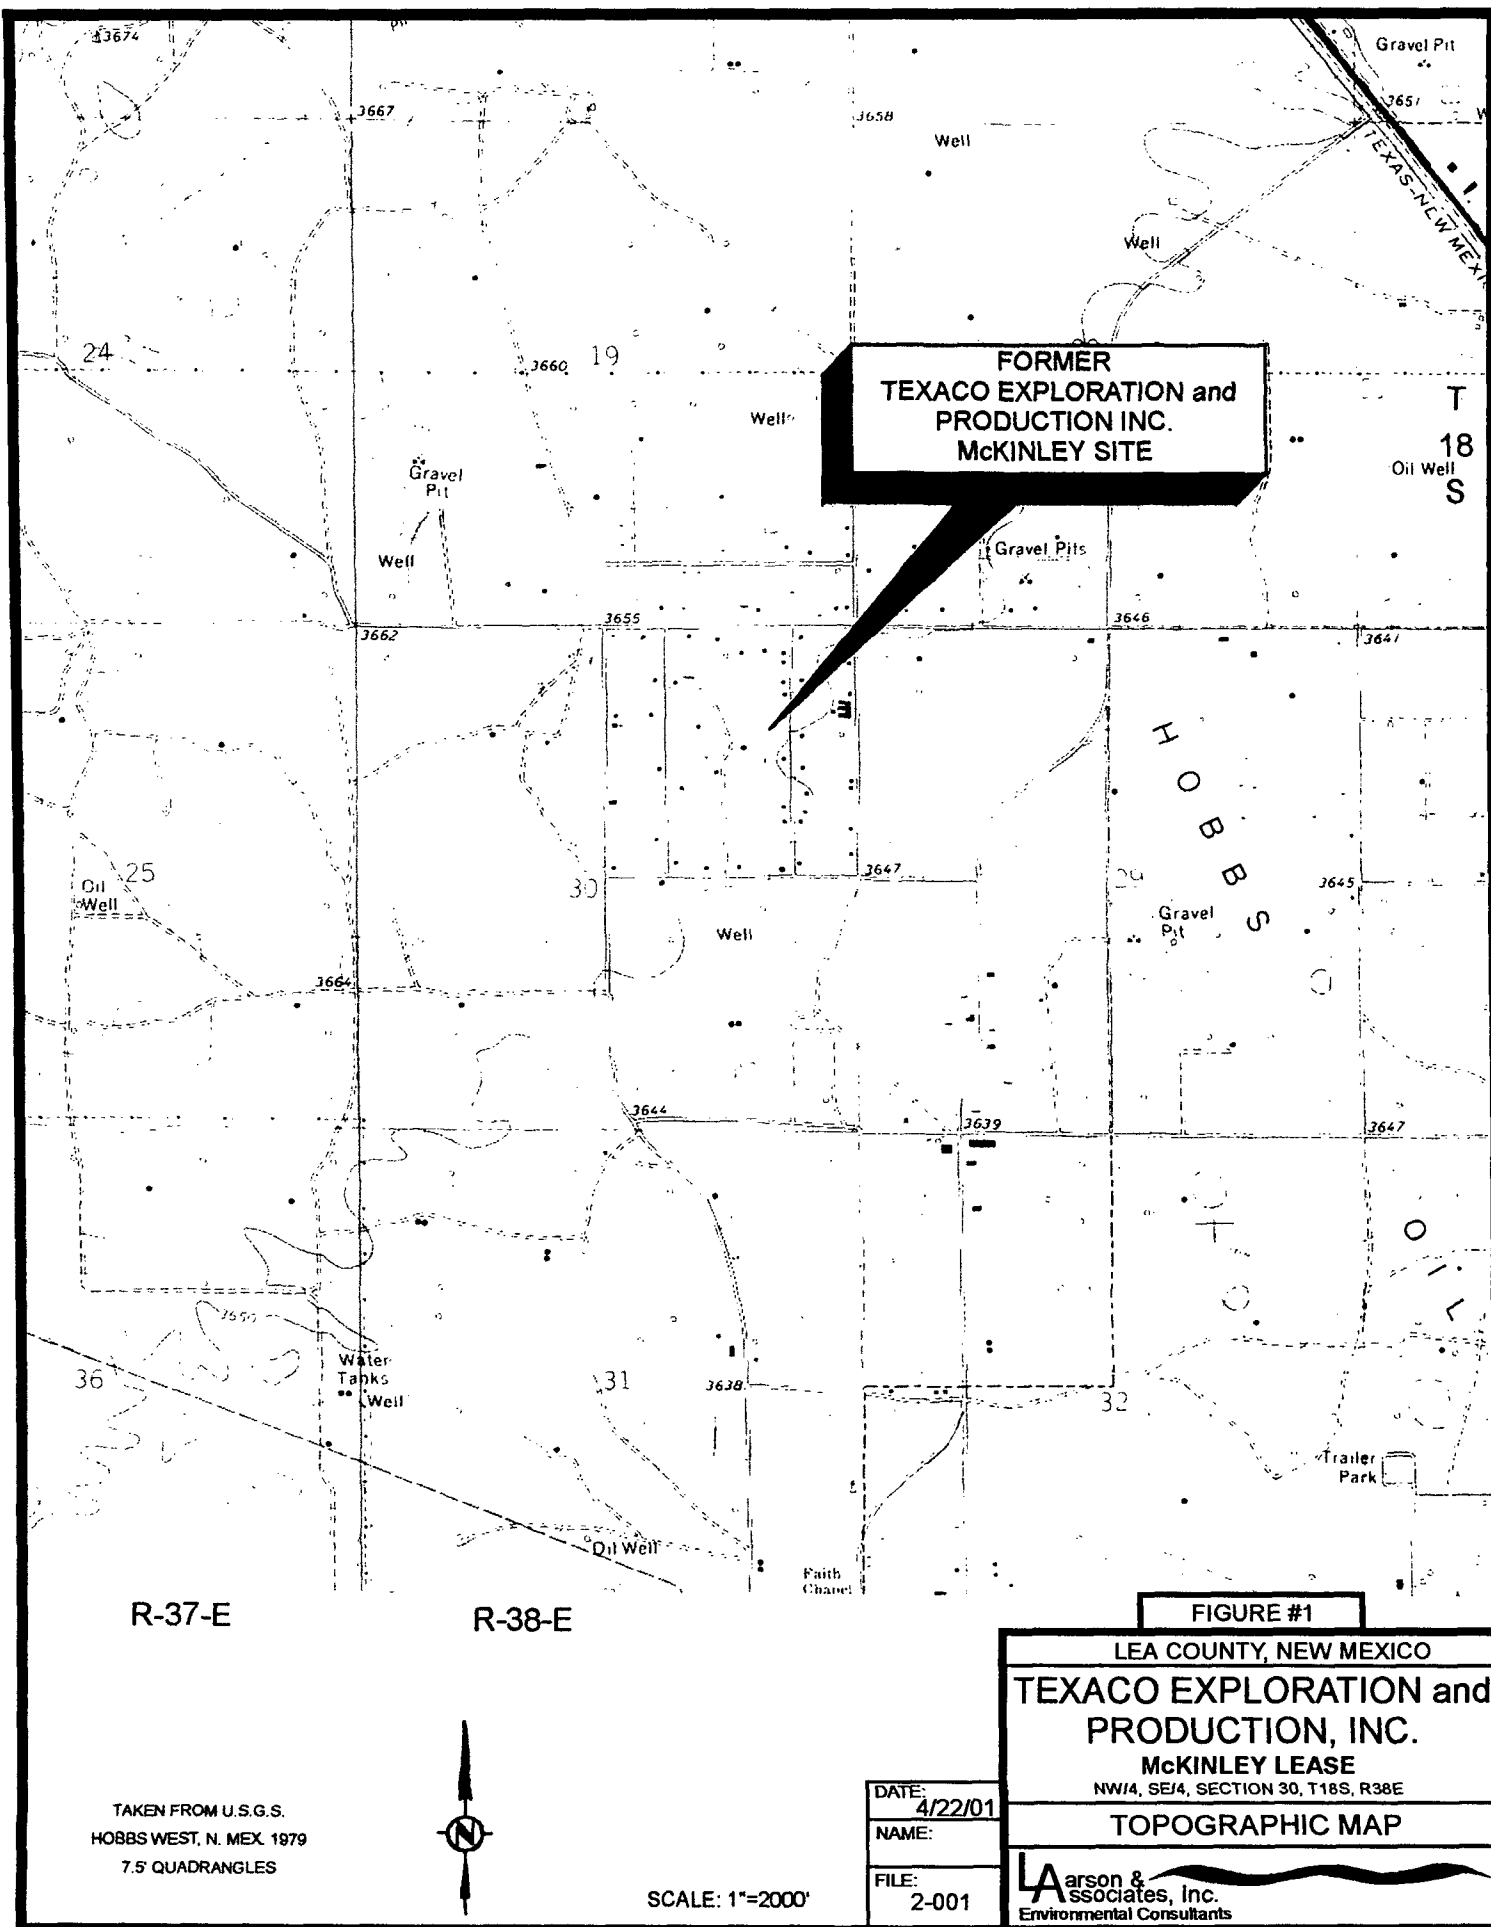 3674
Gravel Pit
3667
3658
3651
Well
TEXAS-NEW
Well
24
19
3660
FORMER
TEXACO EXPLORATION and
PRODUCTION INC.
McKINLEY SITE
T
18
S
Well
Oil Well
Gravel
Pit
Well
Gravel Pits
3662
3655
3646
3641
HOBBS
25
Oil
Well
30
3647
3645
Gravel
Pit
Well
3664
3644
3639
3647
OIL
3650
36
Water
Tanks
Well
31
3638
32
Trailer
Park
Oil Well
Faith
Chapel
R-37-E
R-38-E
FIGURE #1
LEA COUNTY, NEW MEXICO
TEXACO EXPLORATION and
PRODUCTION, INC.
McKINLEY LEASE
NW/4, SE/4, SECTION 30, T18S, R38E
TOPOGRAPHIC MAP
TAKEN FROM U.S.G.S.
HOBBS WEST, N. MEX. 1979
7.5' QUADRANGLES
N
SCALE: 1"=2000'
DATE:
4/22/01
NAME:
FILE:
2-001
Larson &
Associates, Inc.
Environmental Consultants